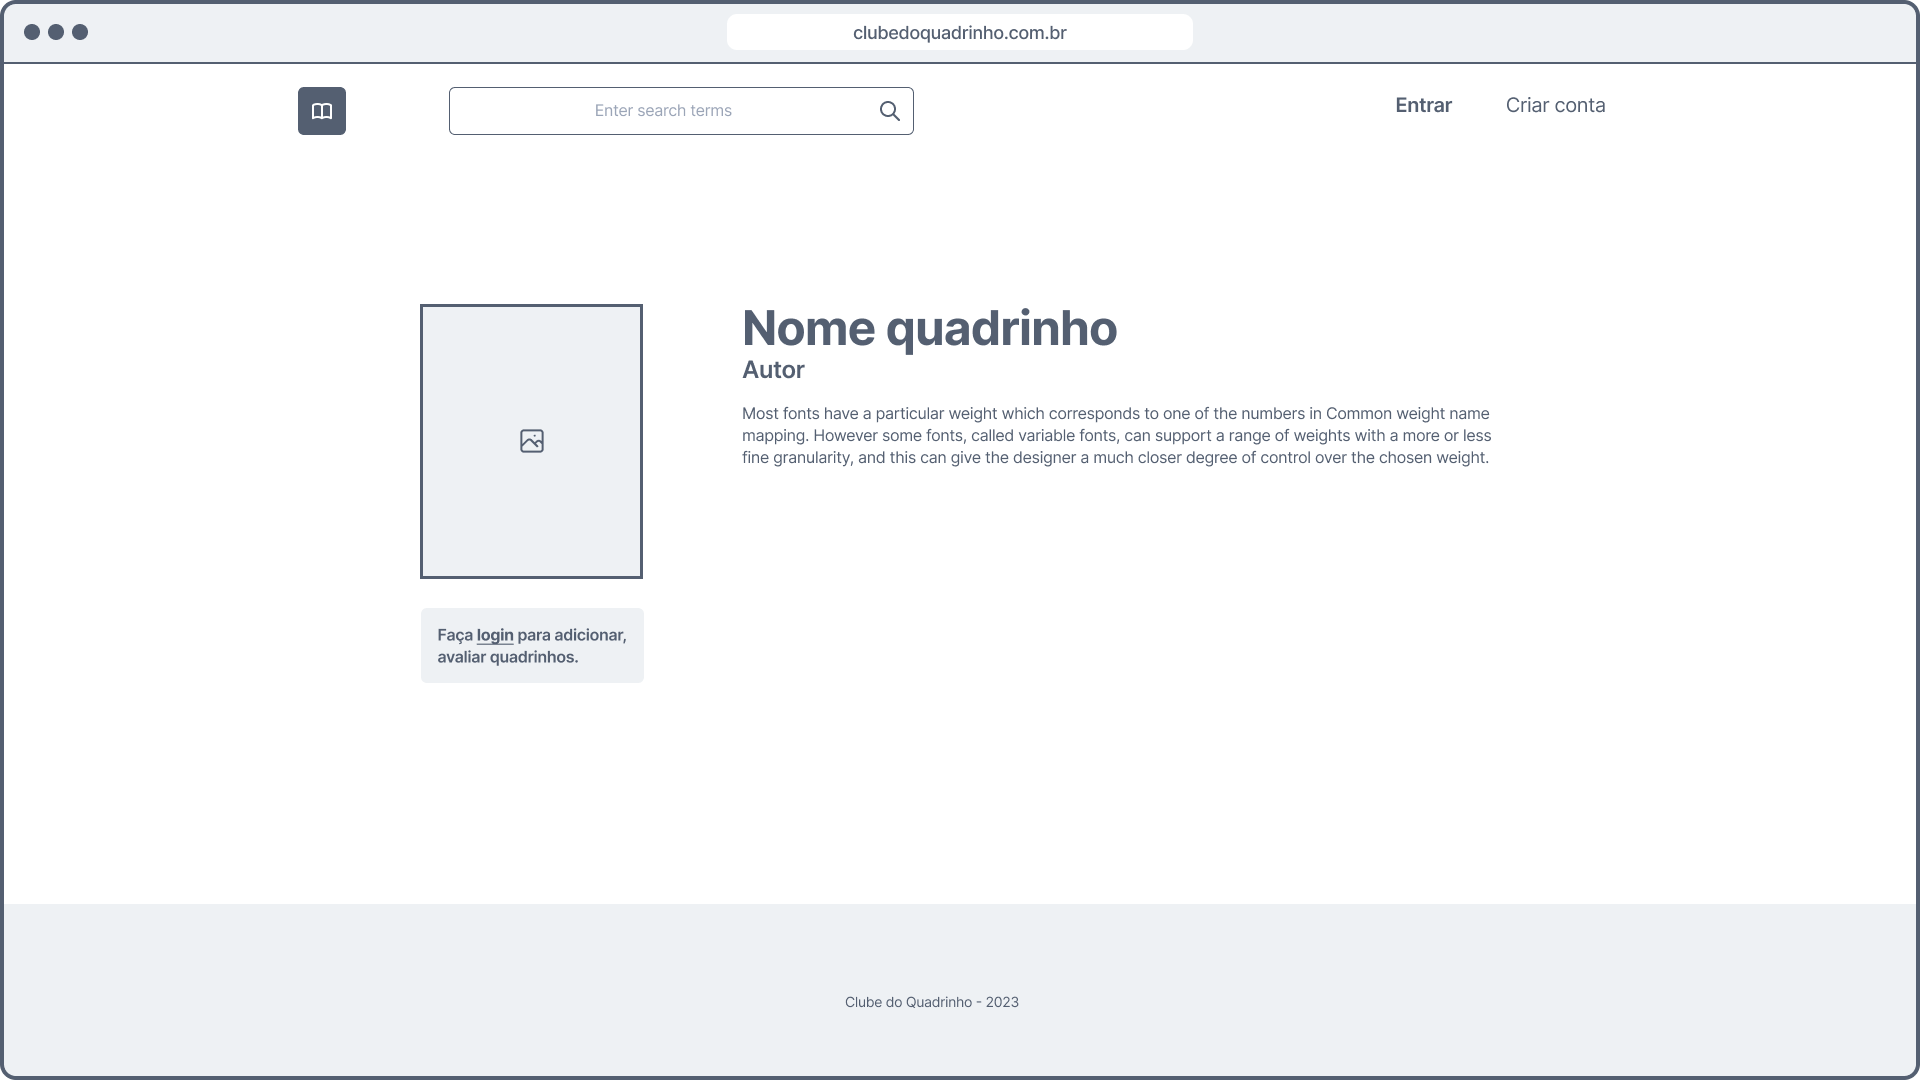 clubedoquadrinho.com.br
Enter search terms
Entrar
Criar conta
Nome quadrinho
Autor
Most fonts have a particular weight which corresponds to one of the numbers in Common weight name
mapping. However some fonts, called variable fonts, can support a range of weights with a more or less
fine granularity, and this can give the designer a much closer degree of control over the chosen weight.
Faça login para adicionar,
avaliar quadrinhos.
Clube do Quadrinho - 2023